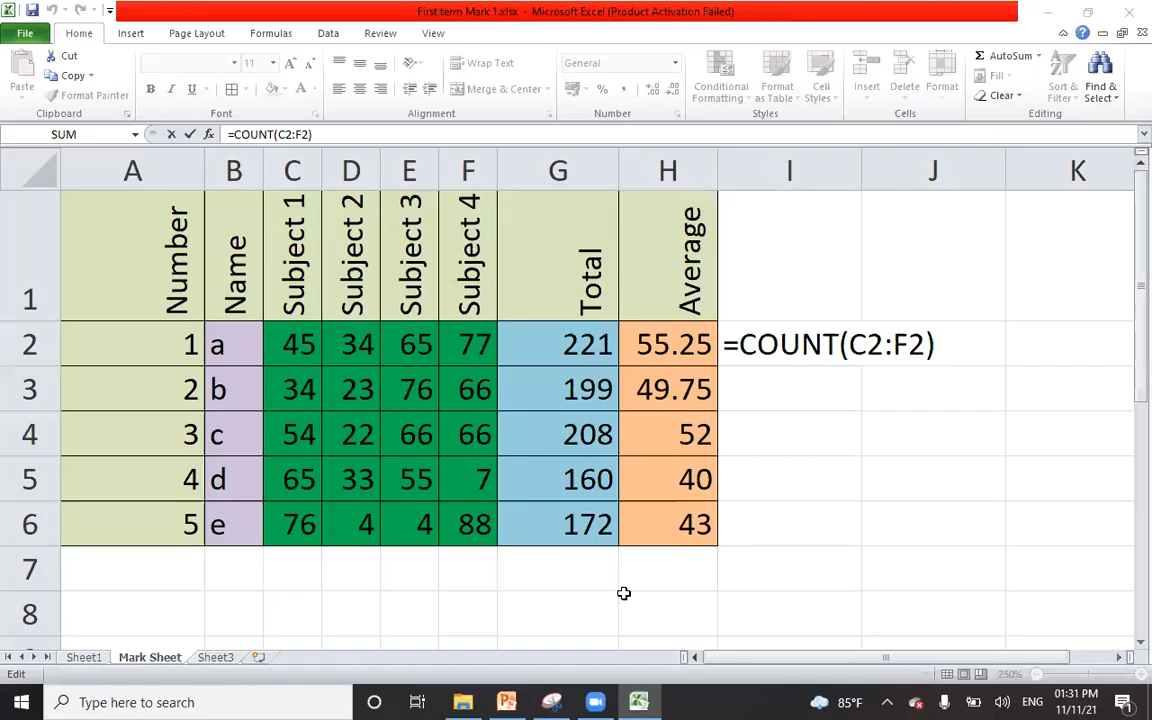 First term Mark 1.xlsx - Microsoft Excel (Product Activation Failed)
File Home Insert Page Layout Formulas Data Review View
Paste
Cut
Copy
Format Painter
Clipboard
11
Font
Wrap Text
Merge & Center
Alignment
General
Number
Conditional Formatting
Format as Table
Cell Styles
Styles
Insert Delete Format
Cells
AutoSum
Fill
Clear
Sort & Filter
Find & Select
Editing
SUM fx =COUNT(C2:F2)
A B C D E F G H I J K
1 Number Name Subject 1 Subject 2 Subject 3 Subject 4 Total Average
2 1 a 45 34 65 77 221 55.25 =COUNT(C2:F2)
3 2 b 34 23 76 66 199 49.75
4 3 c 54 22 66 66 208 52
5 4 d 65 33 55 7 160 40
6 5 e 76 4 4 88 172 43
7
8
Sheet1 Mark Sheet Sheet3
Edit 250%
Type here to search 85°F ENG 01:31 PM
11/11/21